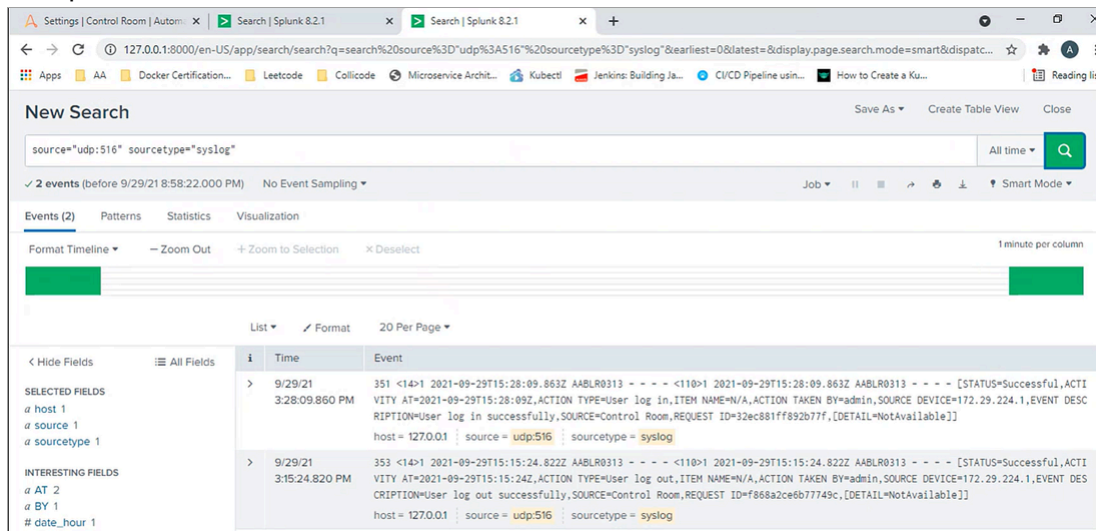 Settings | Control Room | Autom
Search | Splunk 8.2.1
Search | Splunk 8.2.1
127.0.0.1:8000/en-US/app/search/search?q=search%20source%3D"udp%3A516"%20sourcetype%3D"syslog"&earliest=0&latest=&display.page.search.mode=smart&dispatc...
Apps AA Docker Certification... Leetcode Collicode Microservice Archit... Kubectl Jenkins: Building Ja... CI/CD Pipeline usin... How to Create a Ku... Reading lis
New Search
Save As Create Table View Close
source="udp:516" sourcetype="syslog"
All time
✓ 2 events (before 9/29/21 8:58:22.000 PM) No Event Sampling
Job Smart Mode
Events (2) Patterns Statistics Visualization
Format Timeline — Zoom Out + Zoom to Selection × Deselect
1 minute per column
List Format 20 Per Page
< Hide Fields All Fields
i Time Event
SELECTED FIELDS
a host 1
a source 1
a sourcetype 1
INTERESTING FIELDS
a AT 2
a BY 1
# date_hour 1
> 9/29/21
3:28:09.860 PM
351 <14>1 2021-09-29T15:28:09.863Z AABLR0313 - - - - <110>1 2021-09-29T15:28:09.863Z AABLR0313 - - - - [STATUS=Successful,ACTI
VITY AT=2021-09-29T15:28:09Z,ACTION TYPE=User log in,ITEM NAME=N/A,ACTION TAKEN BY=admin,SOURCE DEVICE=172.29.224.1,EVENT DESC
RIPTION=User log in successfully,SOURCE=Control Room,REQUEST ID=32ec881ff892b77f,[DETAIL=NotAvailable]]
host = 127.0.0.1 source = udp:516 sourcetype = syslog
> 9/29/21
3:15:24.820 PM
353 <14>1 2021-09-29T15:15:24.822Z AABLR0313 - - - - <110>1 2021-09-29T15:15:24.822Z AABLR0313 - - - - [STATUS=Successful,ACTI
VITY AT=2021-09-29T15:15:24Z,ACTION TYPE=User log out,ITEM NAME=N/A,ACTION TAKEN BY=admin,SOURCE DEVICE=172.29.224.1,EVENT DES
CRIPTION=User log out successfully,SOURCE=Control Room,REQUEST ID=f868a2ce6b77749c,[DETAIL=NotAvailable]]
host = 127.0.0.1 source = udp:516 sourcetype = syslog